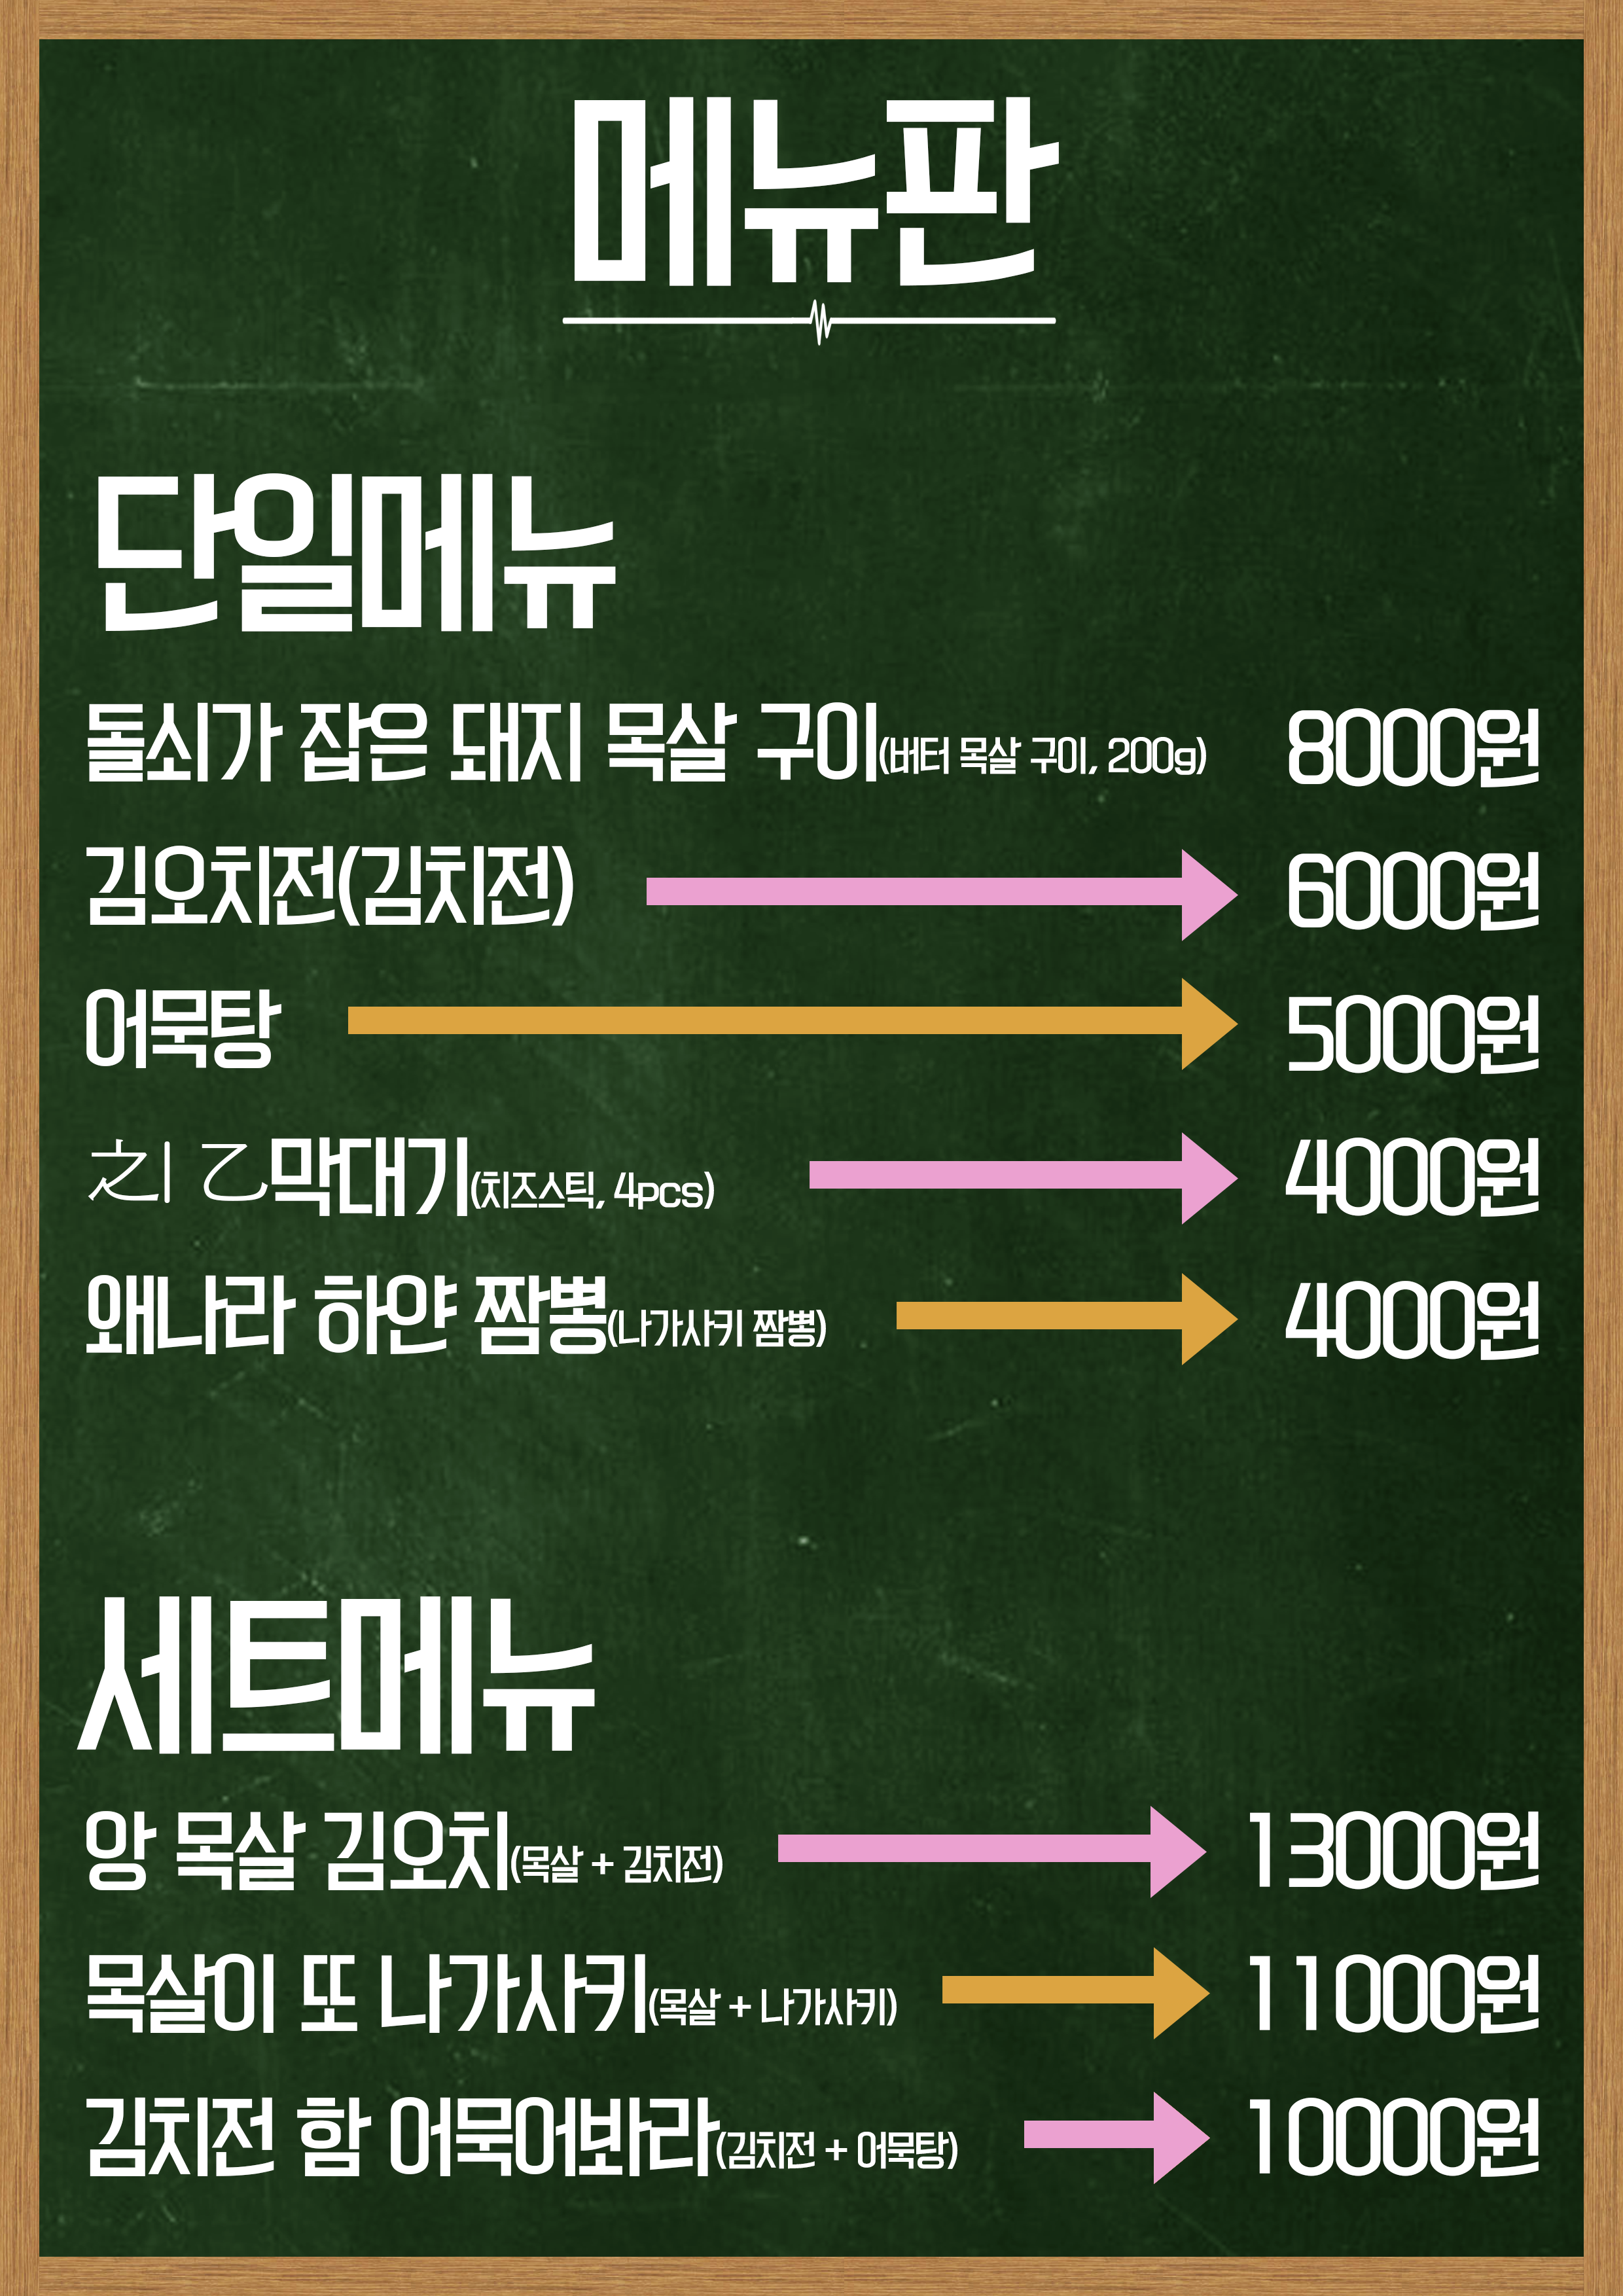 메뉴판
단일메뉴
돌쇠가 잡은 돼지 목살 구이(버터 목살 구이, 200g) 8000원
김오치전(김치전) 6000원
어묵탕 5000원
之ㅣ 乙막대기(치즈스틱, 4pcs) 4000원
왜나라 하얀 짬뽕(나가사키 짬뽕) 4000원
세트메뉴
앙 목살 김오치(목살 + 김치전) 13000원
목살이 또 나가사키(목살 + 나가사키) 11000원
김치전 함 어묵어봐라(김치전 + 어묵탕) 10000원